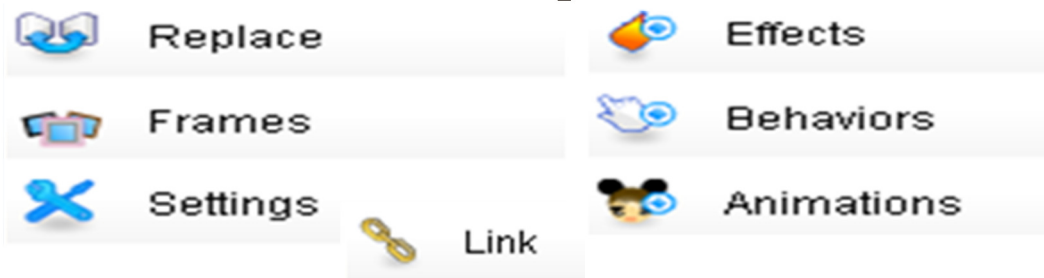 Replace
Frames
Settings
Link
Effects
Behaviors
Animations